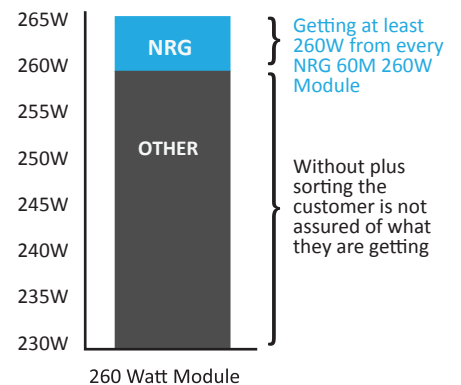 265W
260W
255W
250W
245W
240W
235W
230W
NRG
OTHER
260 Watt Module
Getting at least
260W from every
NRG 60M 260W
Module
Without plus
sorting the
customer is not
assured of what
they are getting